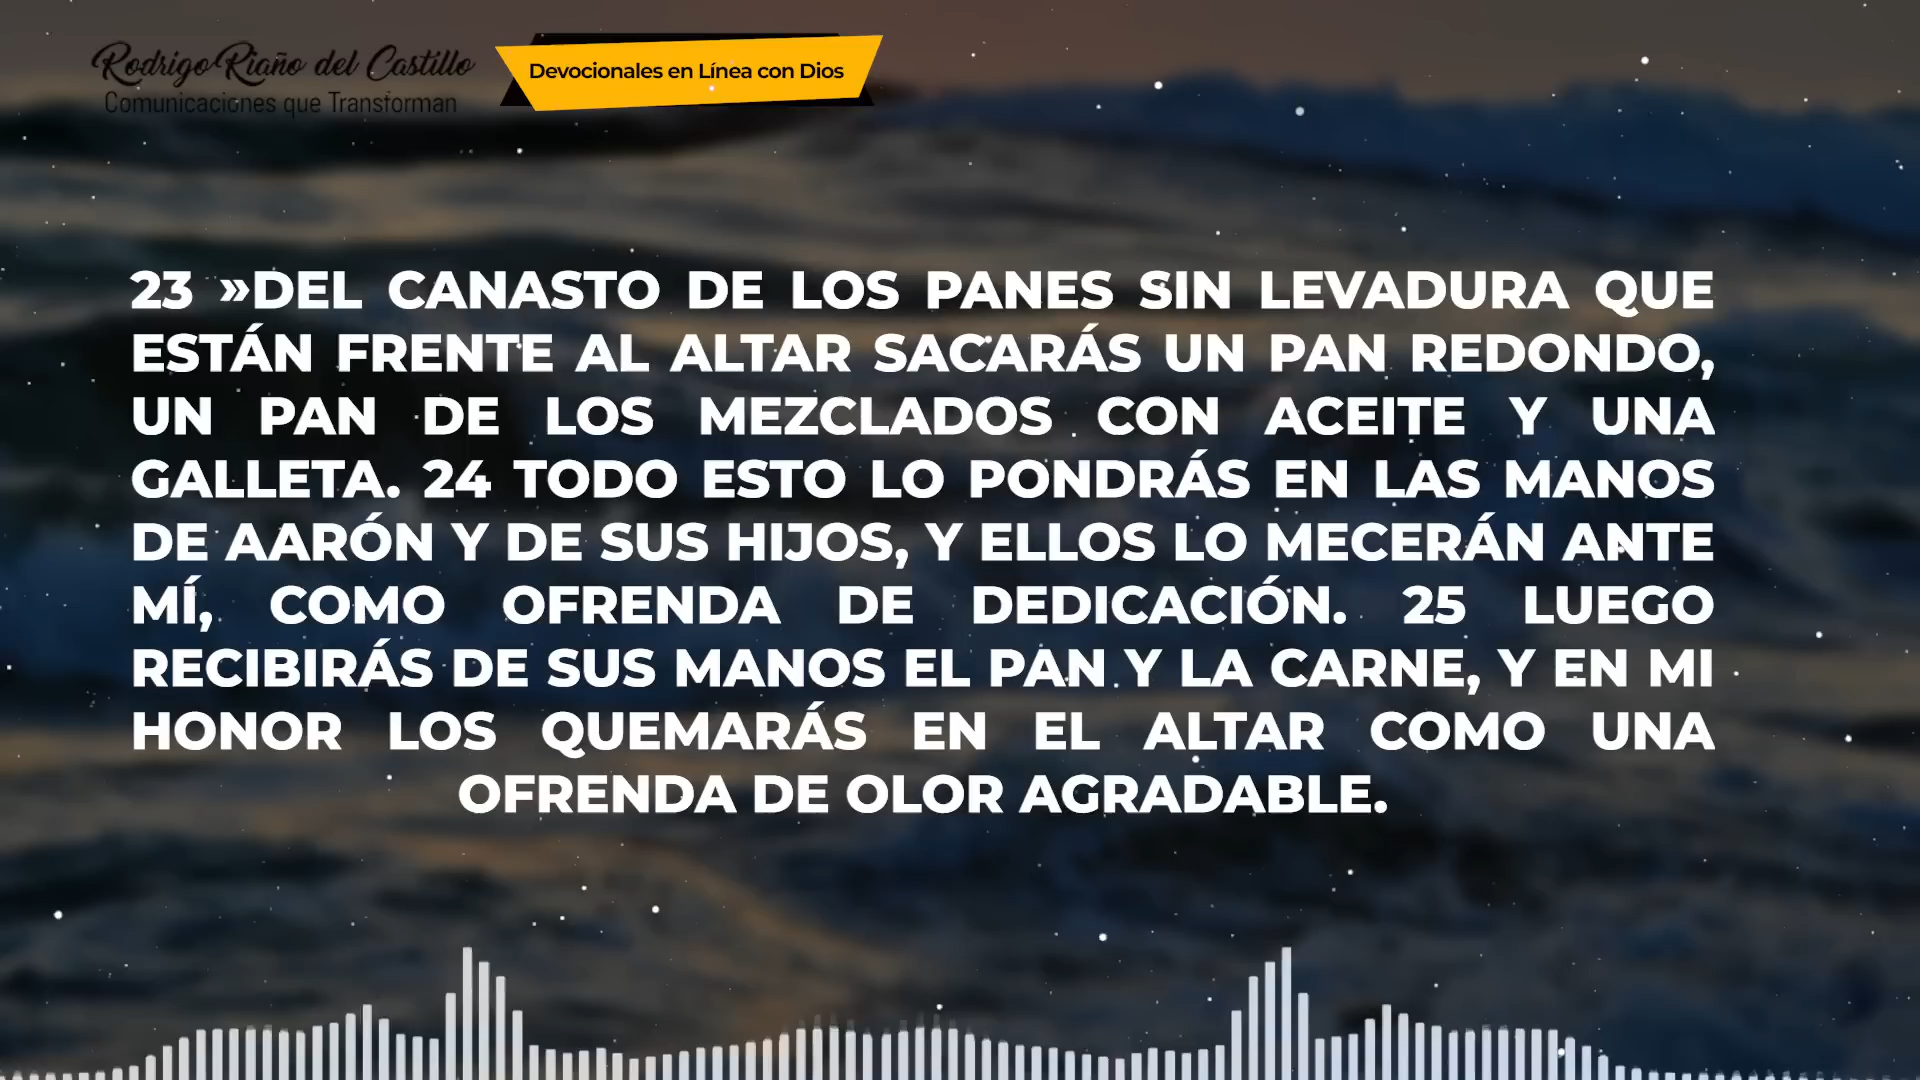 Rodrigo Riaño del Castillo
Comunicaciones que Transforman
Devocionales en Línea con Dios
23 »DEL CANASTO DE LOS PANES SIN LEVADURA QUE
ESTÁN FRENTE AL ALTAR SACARÁS UN PAN REDONDO,
UN PAN DE LOS MEZCLADOS CON ACEITE Y UNA
GALLETA. 24 TODO ESTO LO PONDRÁS EN LAS MANOS
DE AARÓN Y DE SUS HIJOS, Y ELLOS LO MECERÁN ANTE
MÍ, COMO OFRENDA DE DEDICACIÓN. 25 LUEGO
RECIBIRÁS DE SUS MANOS EL PAN Y LA CARNE, Y EN MI
HONOR LOS QUEMARÁS EN EL ALTAR COMO UNA
OFRENDA DE OLOR AGRADABLE.